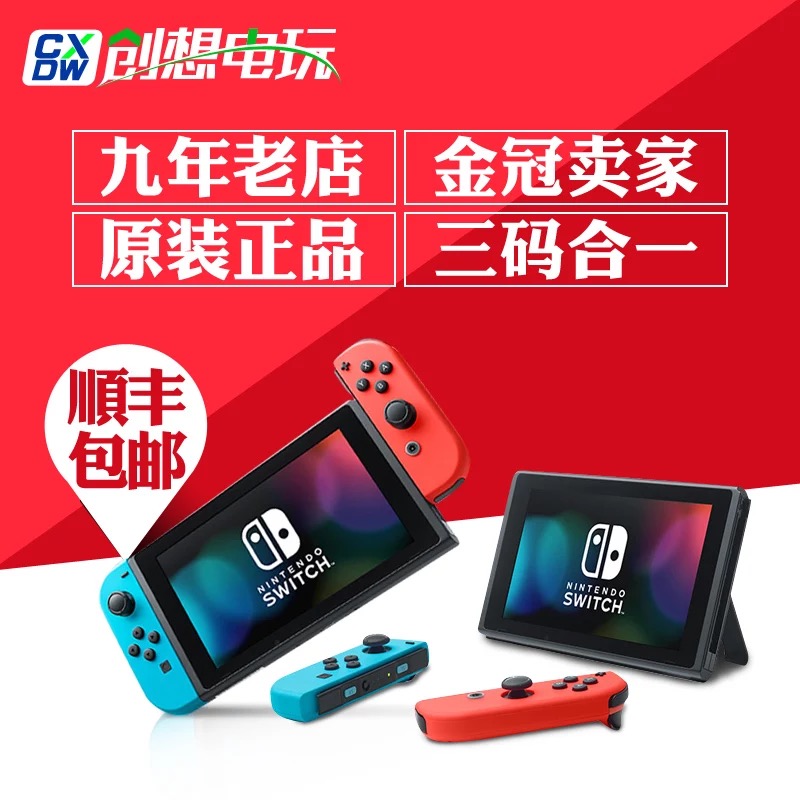 CX
DW
创想电玩
九年老店
金冠卖家
原装正品
三码合一
順丰
包邮
NINTENDO
SWITCH
NINTENDO
SWITCH